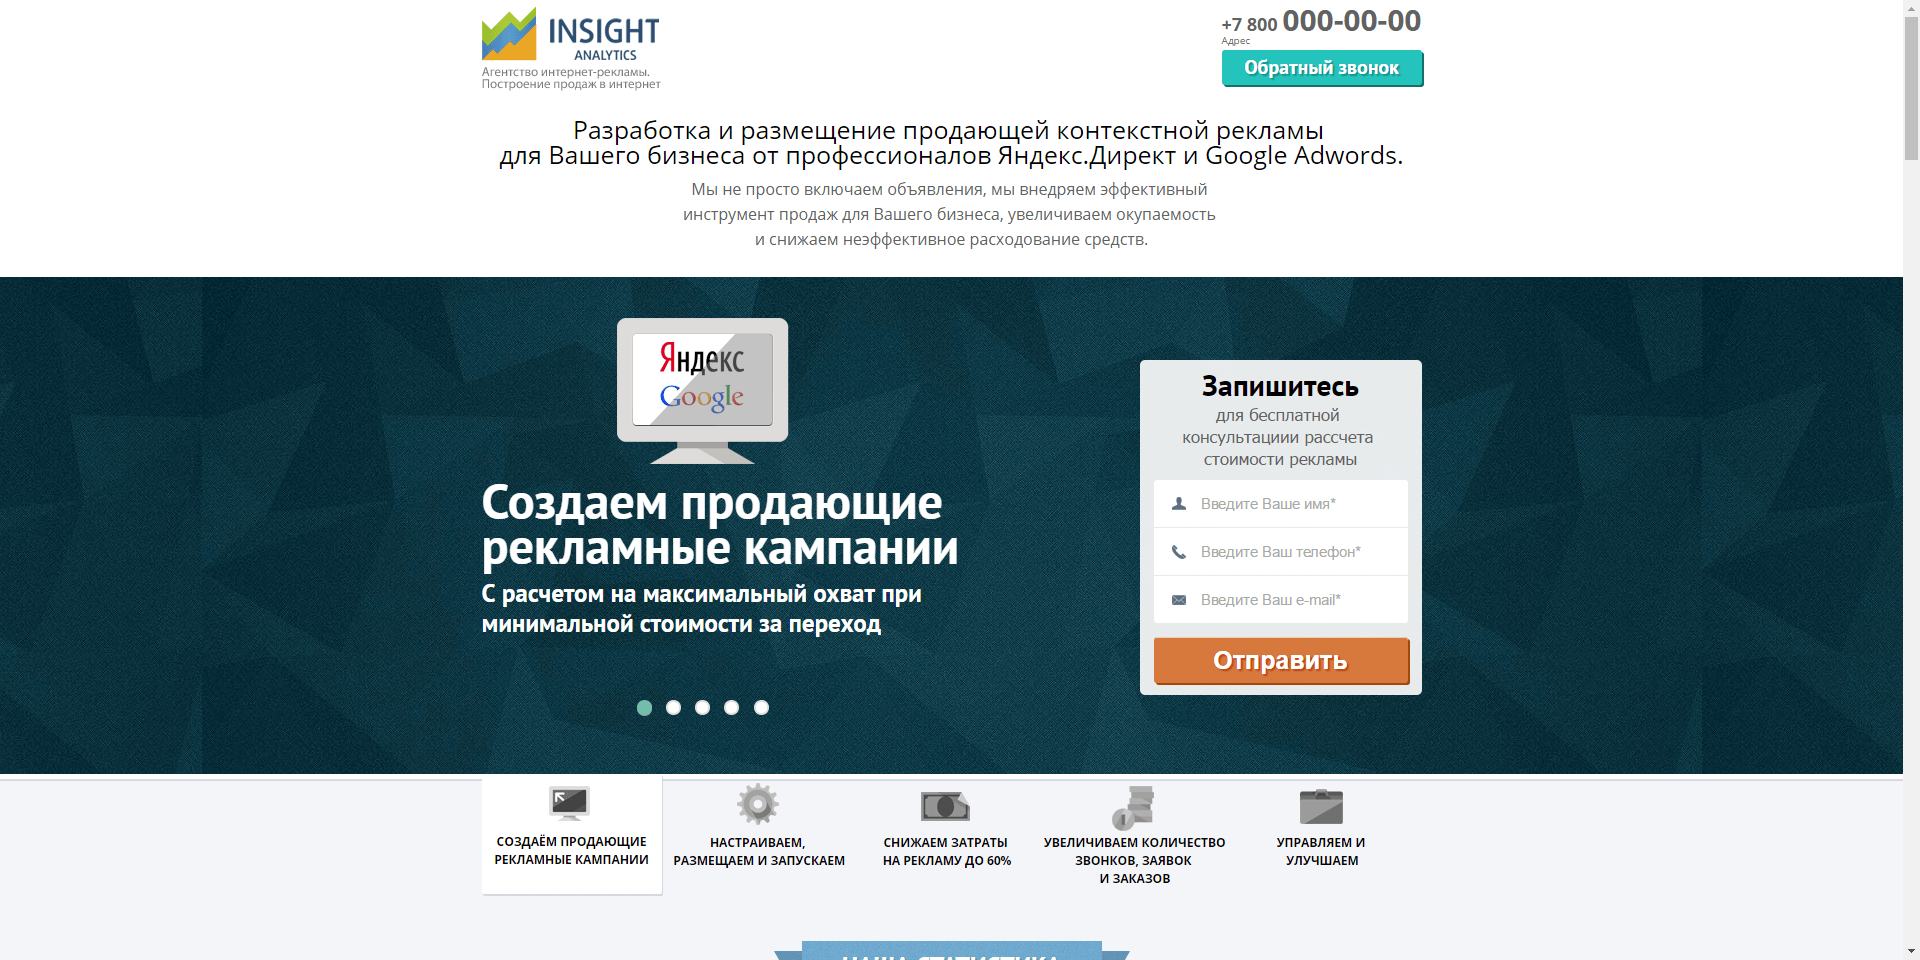 INSIGHT
ANALYTICS
Агентство интернет-рекламы.
Построение продаж в интернет
+7 800 000-00-00
Адрес
Обратный звонок
Разработка и размещение продающей контекстной рекламы
для Вашего бизнеса от профессионалов Яндекс.Директ и Google Adwords.
Мы не просто включаем объявления, мы внедряем эффективный
инструмент продаж для Вашего бизнеса, увеличиваем окупаемость
и снижаем неэффективное расходование средств.
Яндекс
Google
Создаем продающие
рекламные кампании
С расчетом на максимальный охват при
минимальной стоимости за переход
Запишитесь
для бесплатной
консультациии рассчета
стоимости рекламы
Введите Ваше имя*
Введите Ваш телефон*
Введите Ваш e-mail*
Отправить
СОЗДАЁМ ПРОДАЮЩИЕ
РЕКЛАМНЫЕ КАМПАНИИ
НАСТРАИВАЕМ,
РАЗМЕЩАЕМ И ЗАПУСКАЕМ
СНИЖАЕМ ЗАТРАТЫ
НА РЕКЛАМУ ДО 60%
УВЕЛИЧИВАЕМ КОЛИЧЕСТВО
ЗВОНКОВ, ЗАЯВОК
И ЗАКАЗОВ
УПРАВЛЯЕМ И
УЛУЧШАЕМ
НАША СТАТИСТИКА